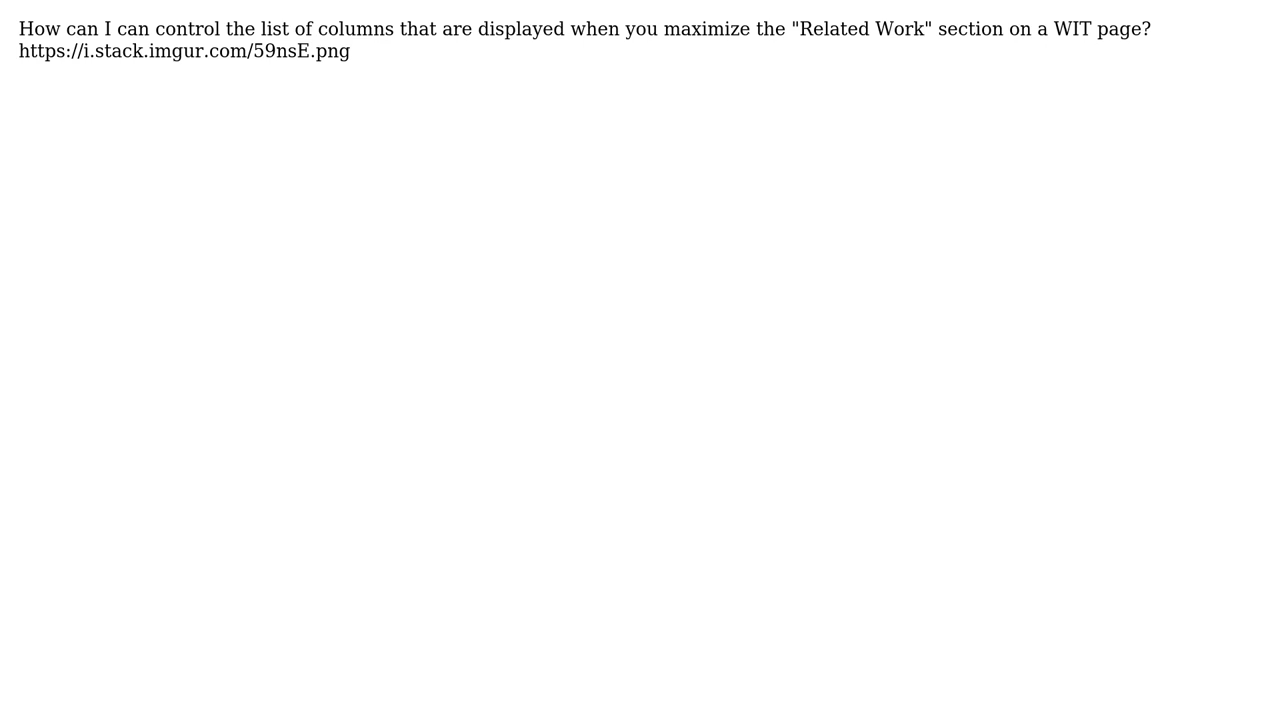 How can I can control the list of columns that are displayed when you maximize the "Related Work" section on a WIT page?
https://i.stack.imgur.com/59nsE.png